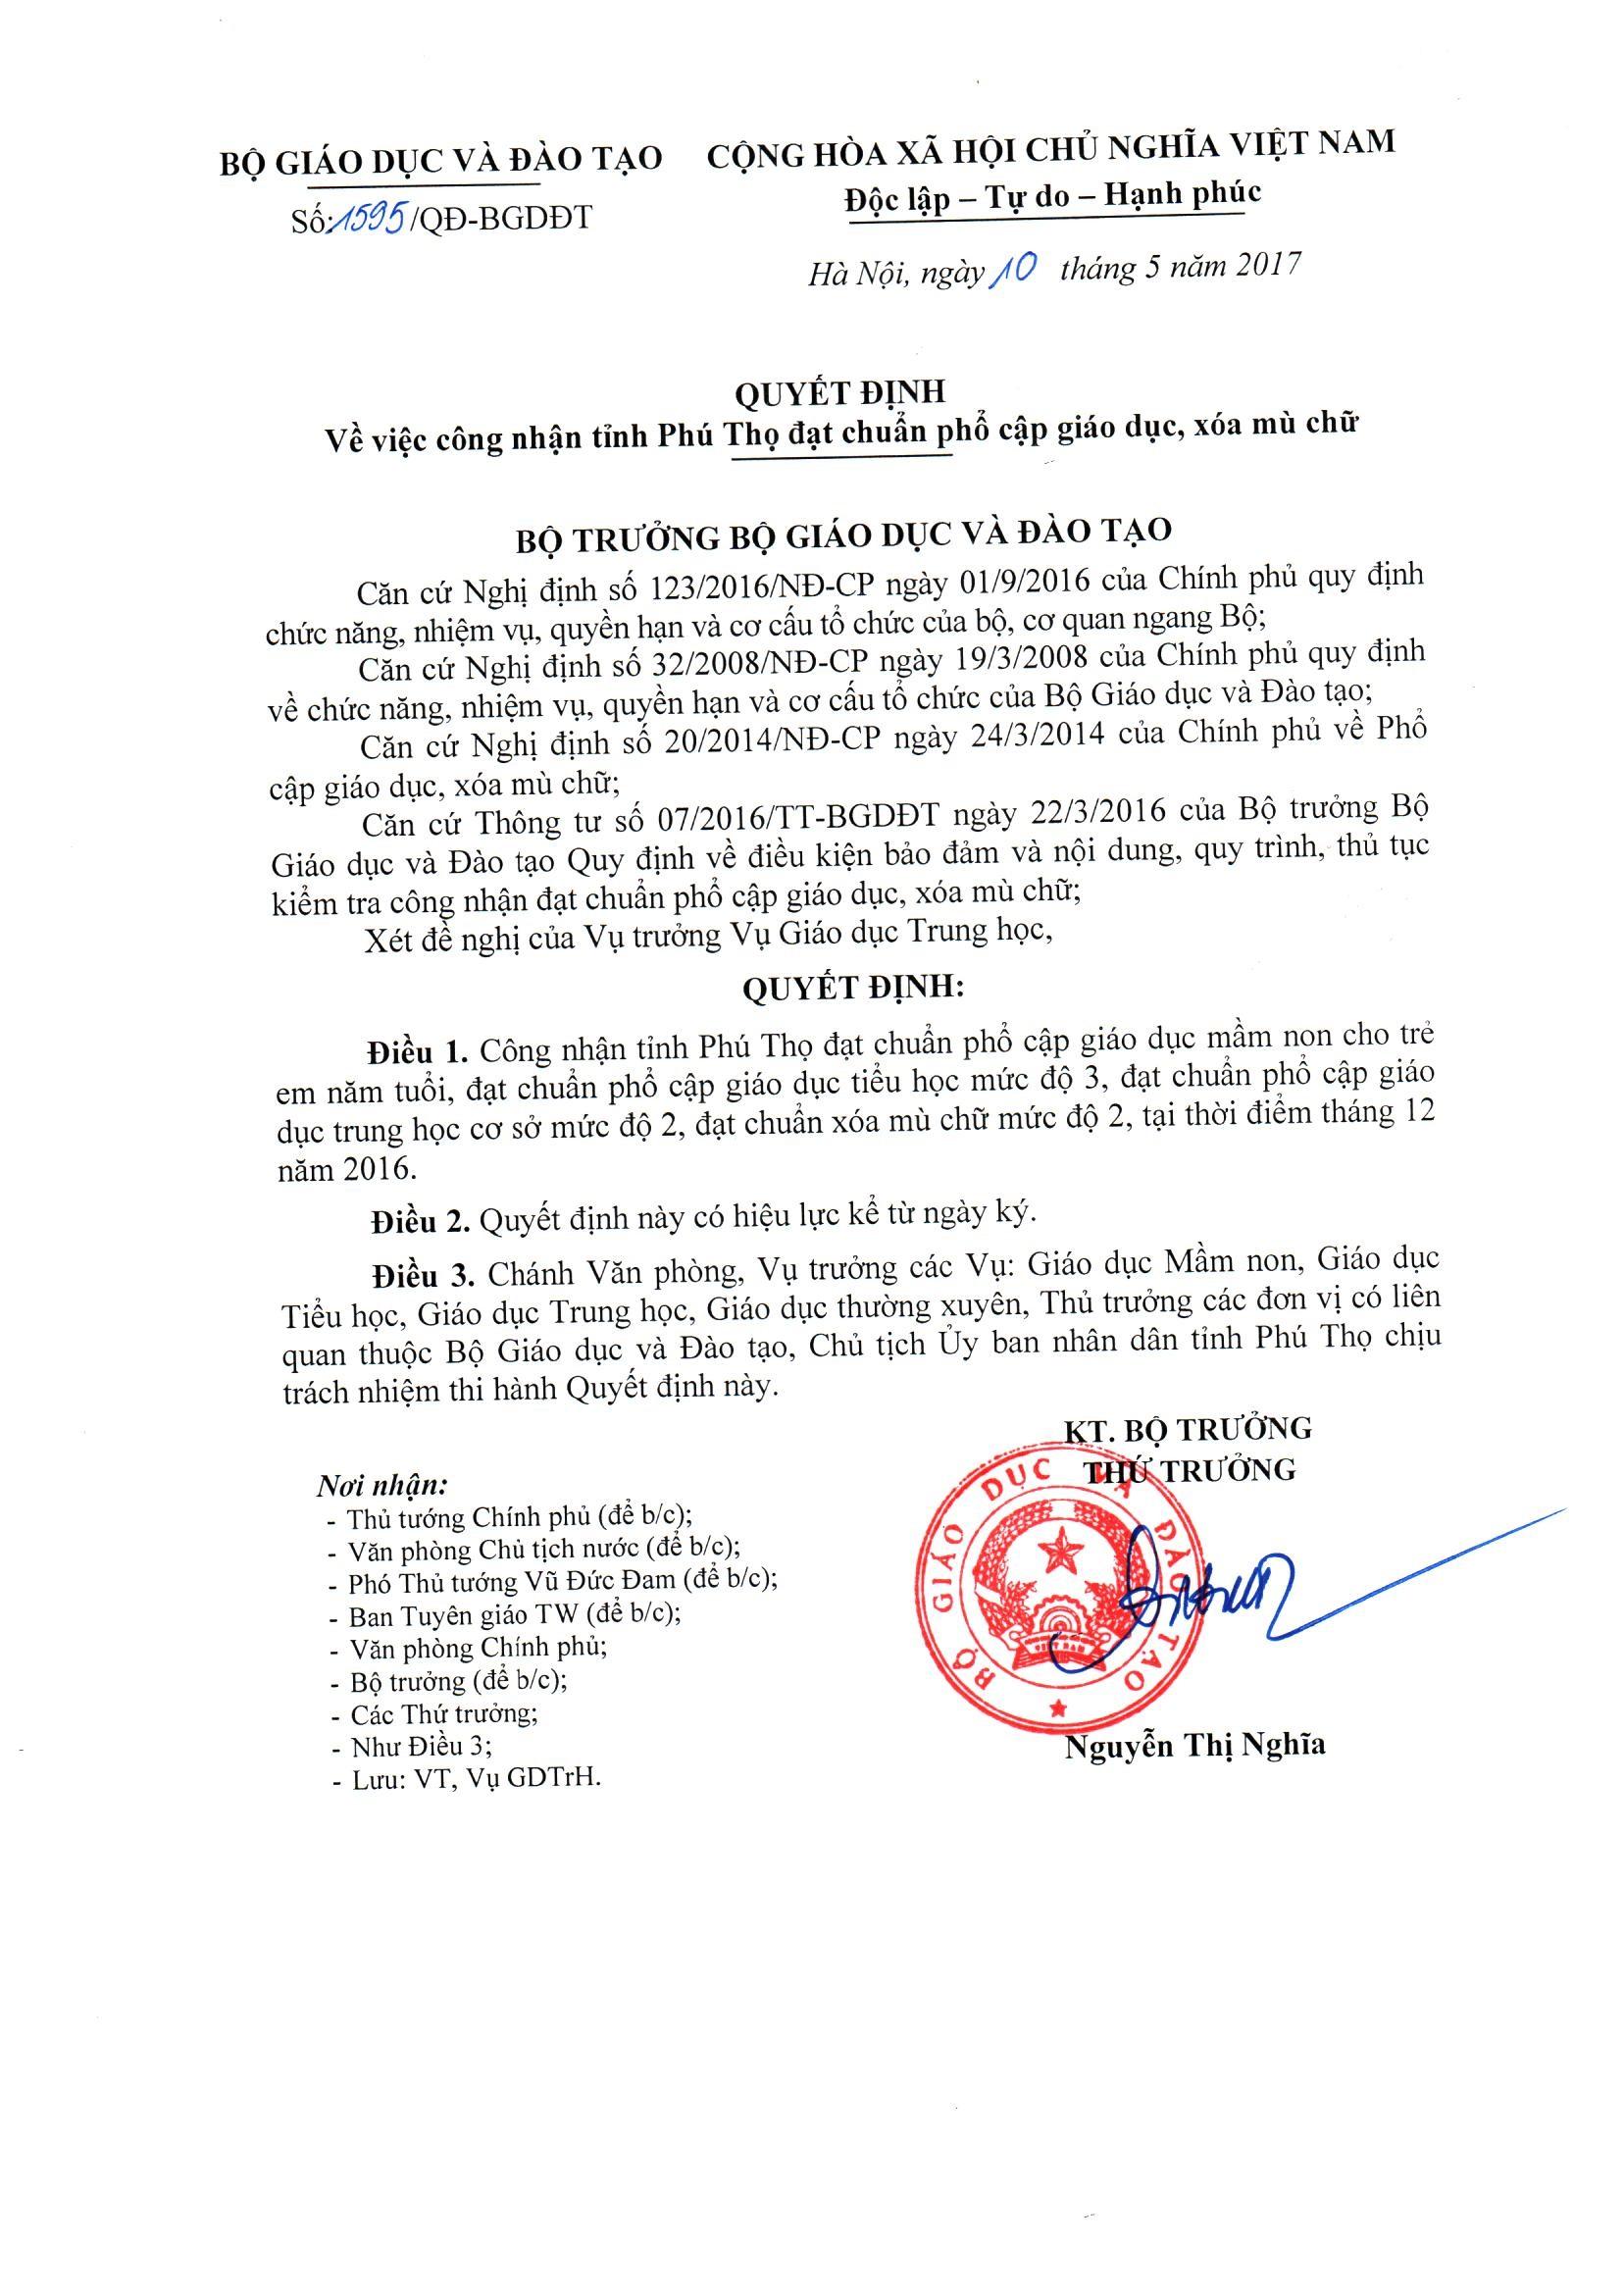 BỘ GIÁO DỤC VÀ ĐÀO TẠO
Số: 1595/QĐ-BGDĐT
CỘNG HÒA XÃ HỘI CHỦ NGHĨA VIỆT NAM
Độc lập – Tự do – Hạnh phúc
Hà Nội, ngày 10 tháng 5 năm 2017
QUYẾT ĐỊNH
Về việc công nhận tỉnh Phú Thọ đạt chuẩn phổ cập giáo dục, xóa mù chữ
BỘ TRƯỞNG BỘ GIÁO DỤC VÀ ĐÀO TẠO
Căn cứ Nghị định số 123/2016/NĐ-CP ngày 01/9/2016 của Chính phủ quy định
chức năng, nhiệm vụ, quyền hạn và cơ cấu tổ chức của bộ, cơ quan ngang Bộ;
Căn cứ Nghị định số 32/2008/NĐ-CP ngày 19/3/2008 của Chính phủ quy định
về chức năng, nhiệm vụ, quyền hạn và cơ cấu tổ chức của Bộ Giáo dục và Đào tạo;
Căn cứ Nghị định số 20/2014/NĐ-CP ngày 24/3/2014 của Chính phủ về Phổ
cập giáo dục, xóa mù chữ;
Căn cứ Thông tư số 07/2016/TT-BGDĐT ngày 22/3/2016 của Bộ trưởng Bộ
Giáo dục và Đào tạo Quy định về điều kiện bảo đảm và nội dung, quy trình, thủ tục
kiểm tra công nhận đạt chuẩn phổ cập giáo dục, xóa mù chữ;
Xét đề nghị của Vụ trưởng Vụ Giáo dục Trung học,
QUYẾT ĐỊNH:
Điều 1. Công nhận tỉnh Phú Thọ đạt chuẩn phổ cập giáo dục mầm non cho trẻ
em năm tuổi, đạt chuẩn phổ cập giáo dục tiểu học mức độ 3, đạt chuẩn phổ cập giáo
dục trung học cơ sở mức độ 2, đạt chuẩn xóa mù chữ mức độ 2, tại thời điểm tháng 12
năm 2016.
Điều 2. Quyết định này có hiệu lực kể từ ngày ký.
Điều 3. Chánh Văn phòng, Vụ trưởng các Vụ: Giáo dục Mầm non, Giáo dục
Tiểu học, Giáo dục Trung học, Giáo dục thường xuyên, Thủ trưởng các đơn vị có liên
quan thuộc Bộ Giáo dục và Đào tạo, Chủ tịch Ủy ban nhân dân tỉnh Phú Thọ chịu
trách nhiệm thi hành Quyết định này.
Nơi nhận:
- Thủ tướng Chính phủ (để b/c);
- Văn phòng Chủ tịch nước (để b/c);
- Phó Thủ tướng Vũ Đức Đam (để b/c);
- Ban Tuyên giáo TW (để b/c);
- Văn phòng Chính phủ;
- Bộ trưởng (để b/c);
- Các Thứ trưởng;
- Như Điều 3;
- Lưu: VT, Vụ GDTrH.
KT. BỘ TRƯỞNG
THỨ TRƯỞNG
BỘ GIÁO DỤC VÀ ĐÀO TẠO
VIỆT NAM
Nguyễn Thị Nghĩa